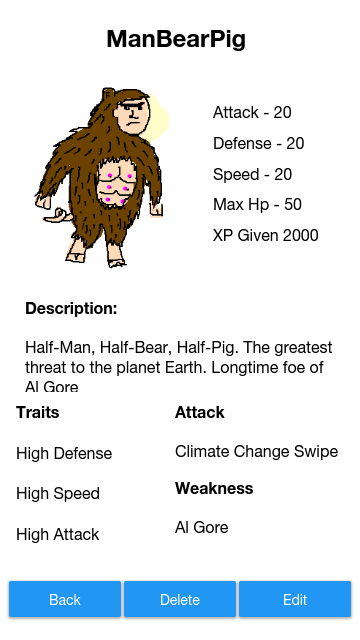 ManBearPig
Attack - 20
Defense - 20
Speed - 20
Max Hp - 50
XP Given 2000
Description:
Half-Man, Half-Bear, Half-Pig. The greatest
threat to the planet Earth. Longtime foe of
Al Gore
Traits
High Defense
High Speed
High Attack
Attack
Climate Change Swipe
Weakness
Al Gore
Back
Delete
Edit